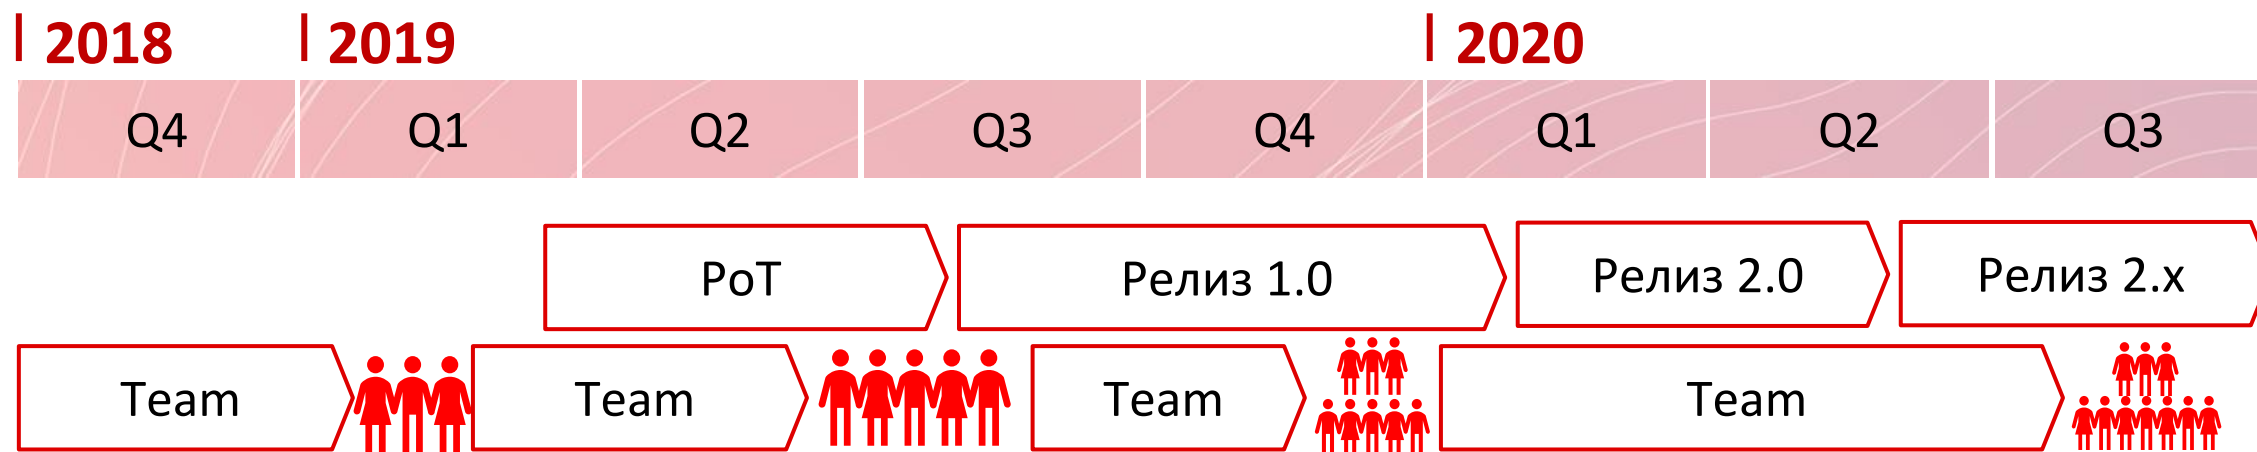 2018 2019 2020
Q4 Q1 Q2 Q3 Q4 Q1 Q2 Q3
PoT Релиз 1.0 Релиз 2.0 Релиз 2.x
Team Team Team Team